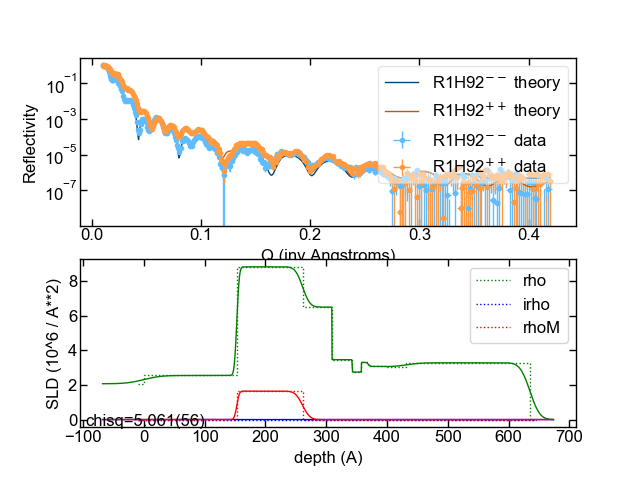 10⁻¹
10⁻³
10⁻⁵
10⁻⁷
Reflectivity
R1H92⁻⁻ theory
R1H92⁺⁺ theory
R1H92⁻⁻ data
R1H92⁺⁺ data
0.0 0.1 0.2 0.3 0.4
Q (inv Angstroms)
8
6
4
2
0
SLD (10^6 / A**2)
rho
irho
rhoM
chisq=5.061(56)
−100 0 100 200 300 400 500 600 700
depth (A)